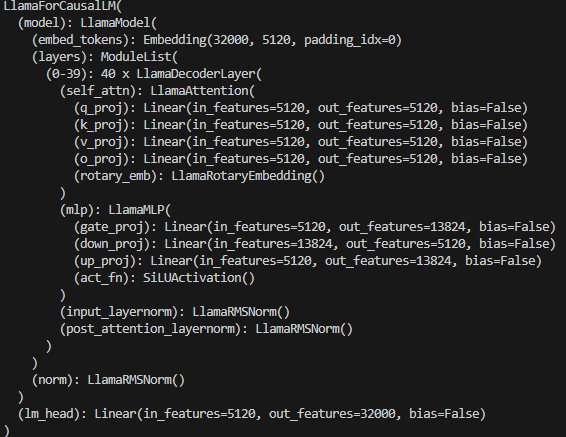 LlamaForCausalLM(
  (model): LlamaModel(
    (embed_tokens): Embedding(32000, 5120, padding_idx=0)
    (layers): ModuleList(
      (0-39): 40 x LlamaDecoderLayer(
        (self_attn): LlamaAttention(
          (q_proj): Linear(in_features=5120, out_features=5120, bias=False)
          (k_proj): Linear(in_features=5120, out_features=5120, bias=False)
          (v_proj): Linear(in_features=5120, out_features=5120, bias=False)
          (o_proj): Linear(in_features=5120, out_features=5120, bias=False)
          (rotary_emb): LlamaRotaryEmbedding()
        )
        (mlp): LlamaMLP(
          (gate_proj): Linear(in_features=5120, out_features=13824, bias=False)
          (down_proj): Linear(in_features=13824, out_features=5120, bias=False)
          (up_proj): Linear(in_features=5120, out_features=13824, bias=False)
          (act_fn): SiLUActivation()
        )
        (input_layernorm): LlamaRMSNorm()
        (post_attention_layernorm): LlamaRMSNorm()
      )
    )
    (norm): LlamaRMSNorm()
  )
  (lm_head): Linear(in_features=5120, out_features=32000, bias=False)
)